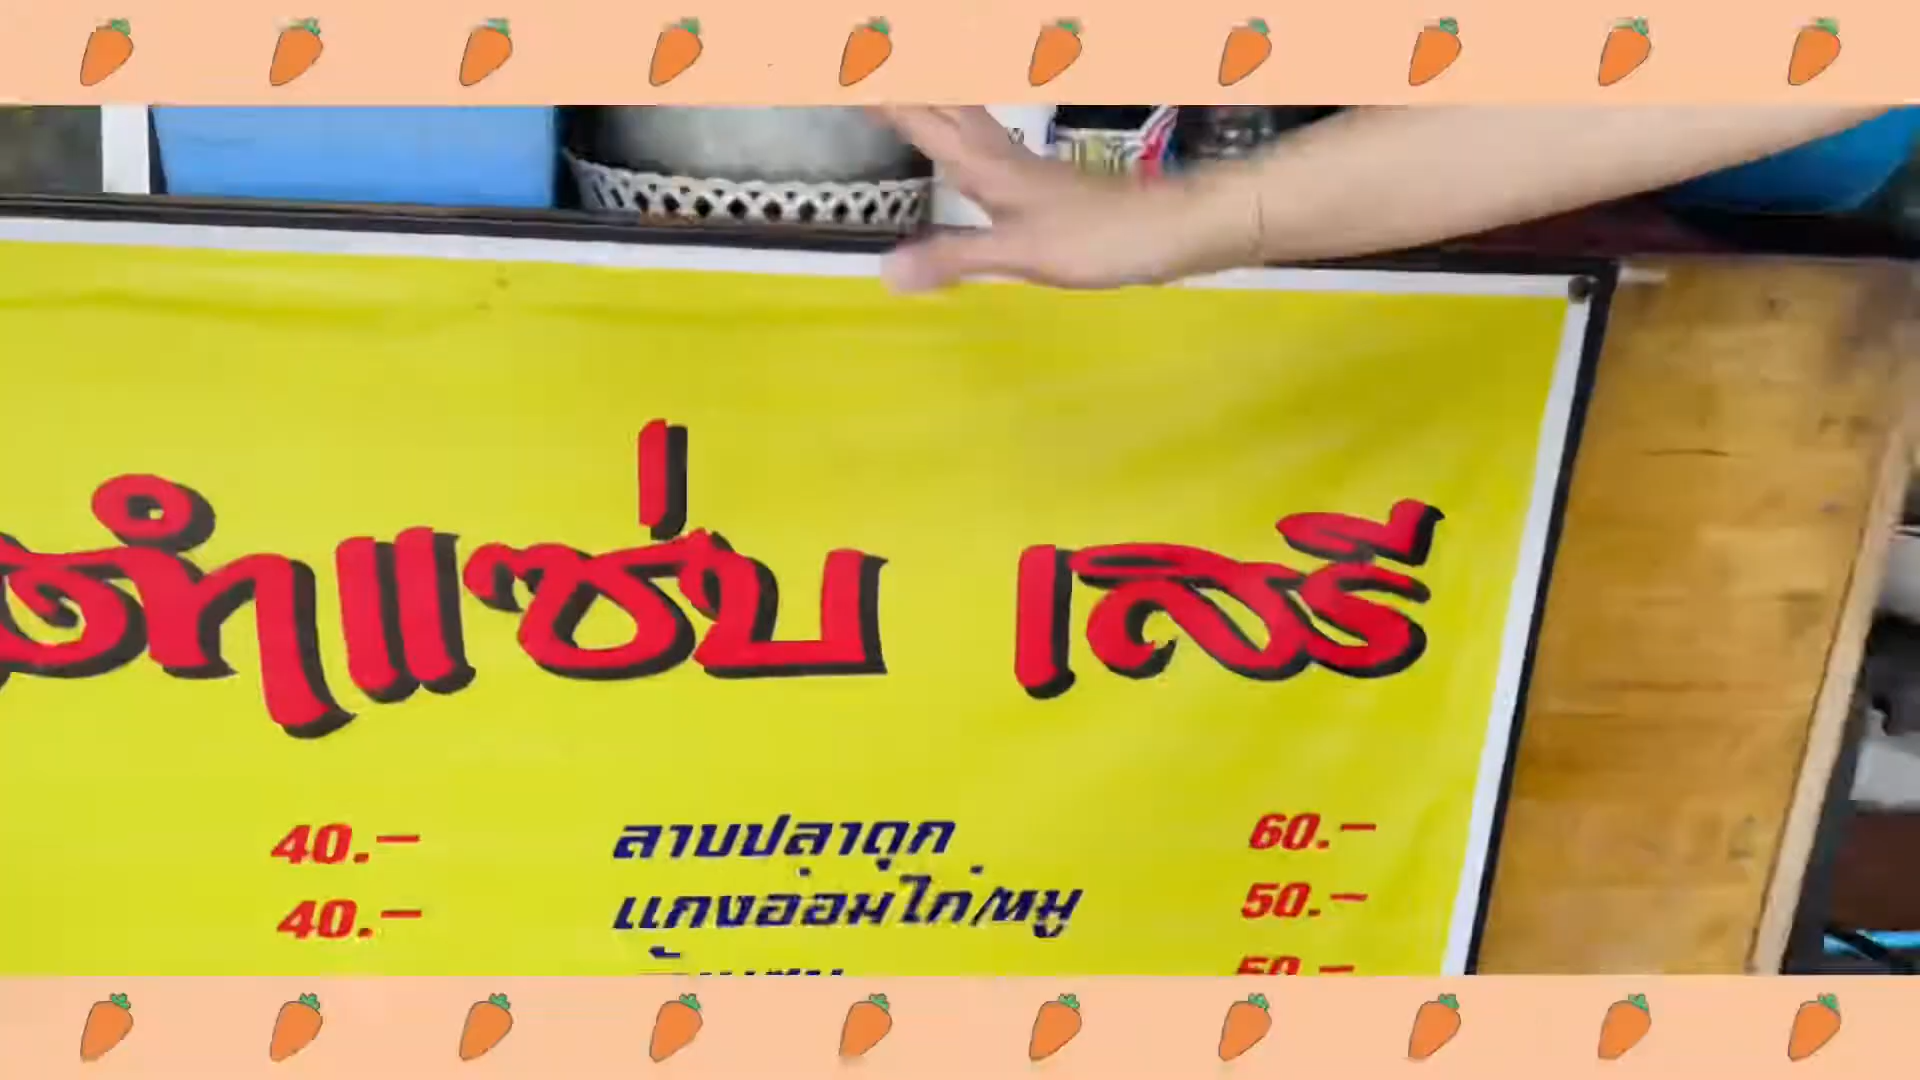 ตำแซ่บ เสรี
40.-
ลาบปลาดุก 60.-
40.-
แกงอ่อมไก่/หมู 50.-
50.-